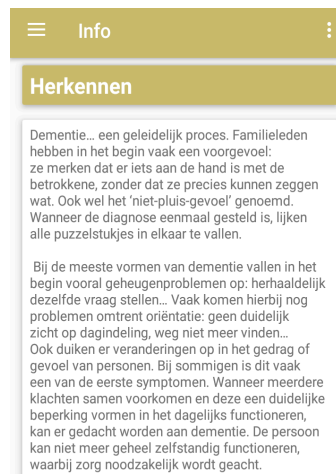 Info
Herkennen
Dementie... een geleidelijk proces. Familieleden
hebben in het begin vaak een voorgevoel:
ze merken dat er iets aan de hand is met de
betrokkene, zonder dat ze precies kunnen zeggen
wat. Ook wel het ‘niet-pluis-gevoel’ genoemd.
Wanneer de diagnose eenmaal gesteld is, lijken
alle puzzelstukjes in elkaar te vallen.
Bij de meeste vormen van dementie vallen in het
begin vooral geheugenproblemen op: herhaaldelijk
dezelfde vraag stellen... Vaak komen hierbij nog
problemen omtrent oriëntatie: geen duidelijk
zicht op dagindeling, weg niet meer vinden...
Ook duiken er veranderingen op in het gedrag of
gevoel van personen. Bij sommigen is dit vaak
een van de eerste symptomen. Wanneer meerdere
klachten samen voorkomen en deze een duidelijke
beperking vormen in het dagelijks functioneren,
kan er gedacht worden aan dementie. De persoon
kan niet meer geheel zelfstandig functioneren,
waarbij zorg noodzakelijk wordt geacht.